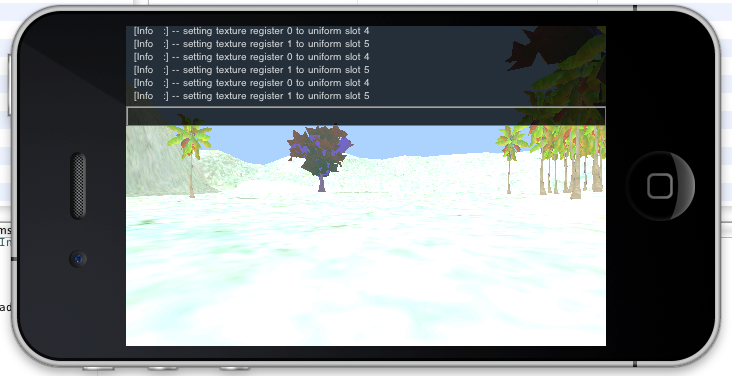 [Info   :] -- setting texture register 0 to uniform slot 4
[Info   :] -- setting texture register 1 to uniform slot 5
[Info   :] -- setting texture register 0 to uniform slot 4
[Info   :] -- setting texture register 1 to uniform slot 5
[Info   :] -- setting texture register 0 to uniform slot 4
[Info   :] -- setting texture register 1 to uniform slot 5